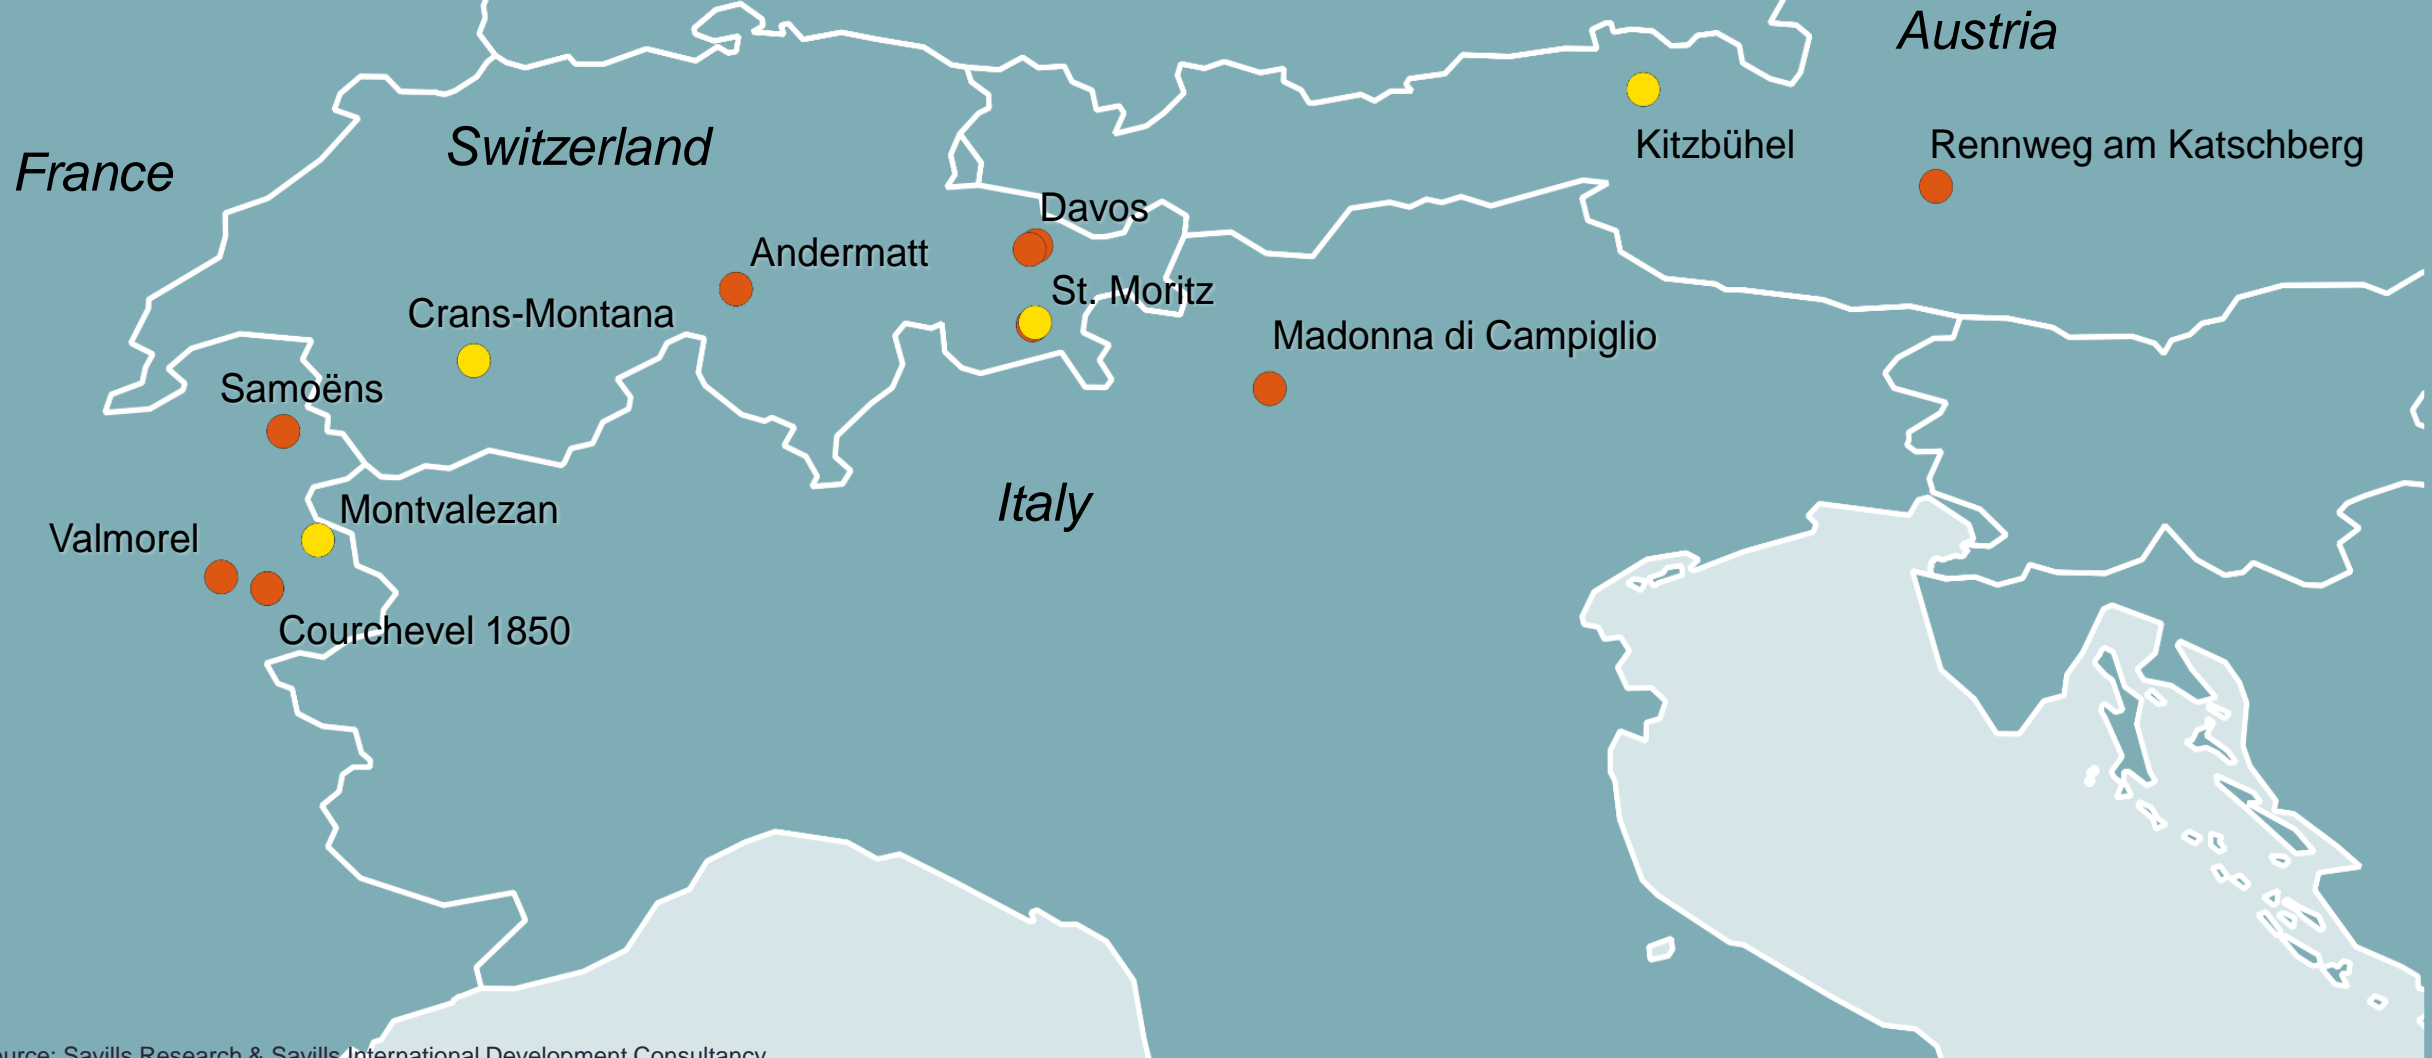 Austria
France
Switzerland
Kitzbühel
Rennweg am Katschberg
Davos
Andermatt
St. Moritz
Crans-Montana
Madonna di Campiglio
Samoëns
Italy
Montvalezan
Valmorel
Courchevel 1850
ource: Savills Research & Savills International Development Consultancy